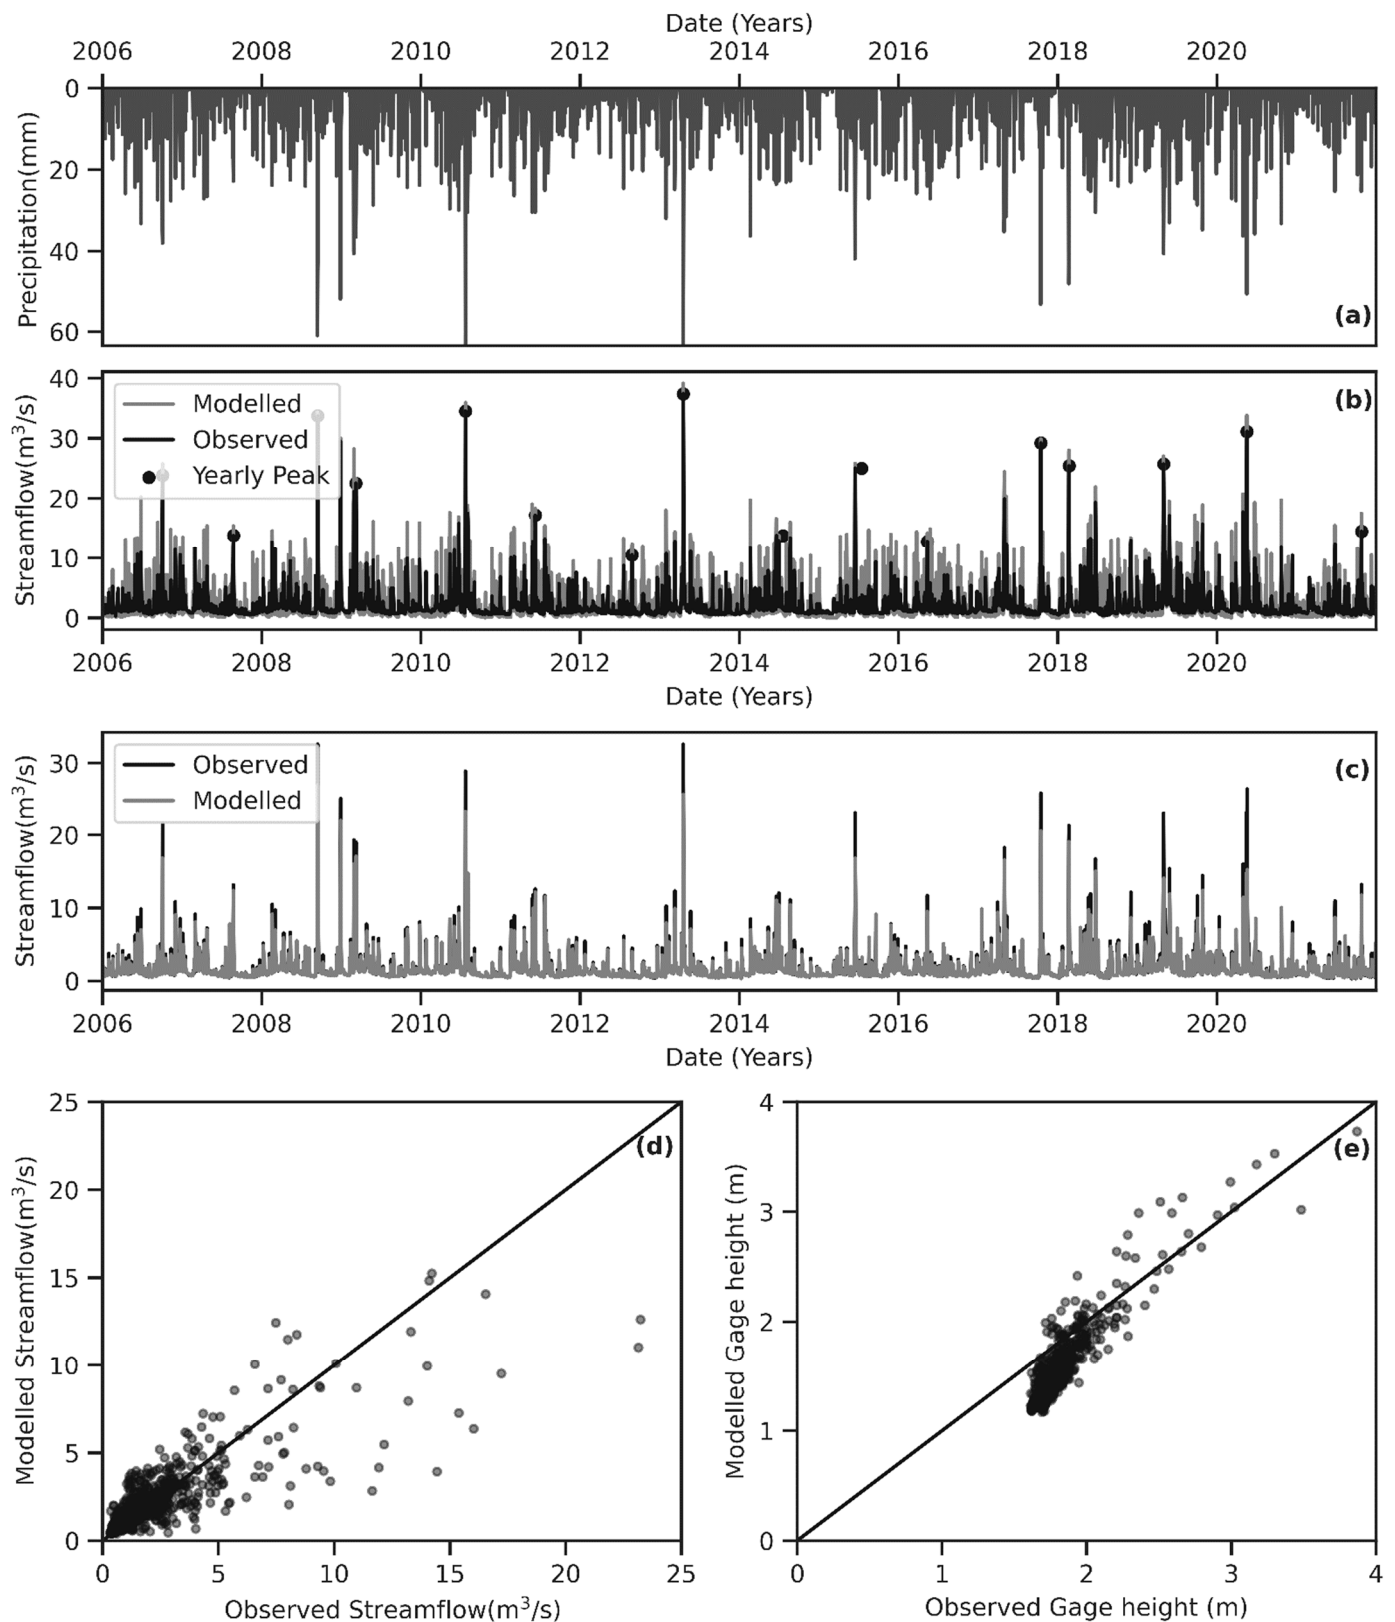 Date (Years)
2006 2008 2010 2012 2014 2016 2018 2020
0
20
40
60
Precipitation(mm)
(a)
40
30
20
10
0
Streamflow(m³/s)
Modelled
Observed
Yearly Peak
(b)
2006 2008 2010 2012 2014 2016 2018 2020
Date (Years)
30
20
10
0
Streamflow(m³/s)
Observed
Modelled
(c)
2006 2008 2010 2012 2014 2016 2018 2020
Date (Years)
25
20
15
10
5
0
Modelled Streamflow(m³/s)
(d)
0 5 10 15 20 25
Observed Streamflow(m³/s)
4
3
2
1
0
Modelled Gage height (m)
(e)
0 1 2 3 4
Observed Gage height (m)